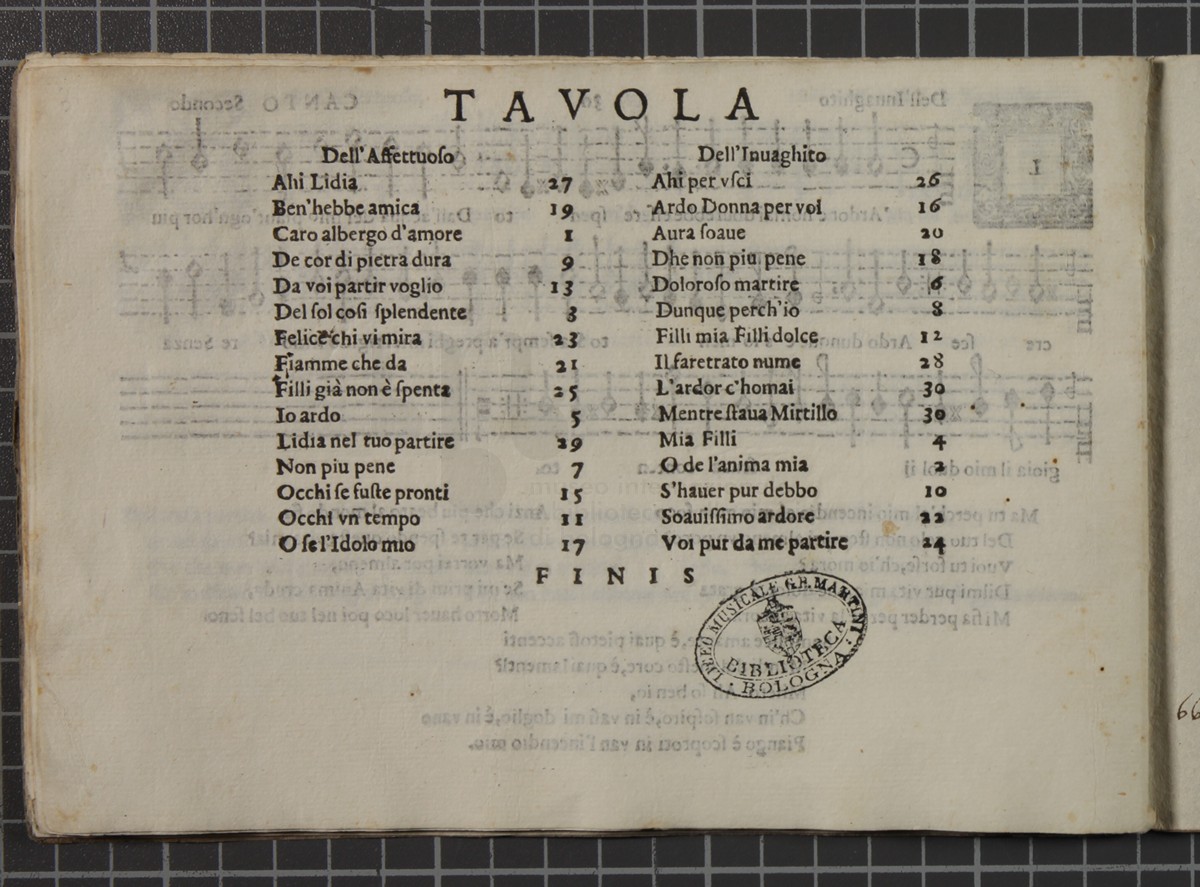 TAVOLA
Dell'Affettuoſo
Ahi Lidia 27
Ben'hebbe amica 19
Caro albergo d'amore 1
De cor di pietra dura 9
Da voi partir voglio 13
Del ſol coſi ſplendente 3
Felice chi vi mira 23
Fiamme che da 21
Filli già non è ſpenta 25
Io ardo 5
Lidia nel tuo partire 29
Non piu pene 7
Occhi ſe fuſte pronti 15
Occhi vn tempo 11
O ſe l'Idolo mio 17
Dell'Inuaghito
Ahi per vſci 26
Ardo Donna per voi 16
Aura ſoaue 20
Dhe non piu pene 18
Doloroſo martire 6
Dunque perch'io 8
Filli mia Filli dolce 12
Il faretrato nume 28
L'ardor c'homai 30
Mentre ſtaua Mirtillo 30
Mia Filli 4
O de l'anima mia 2
S'hauer pur debbo 10
Soauiſſimo ardore 22
Voi pur da me partire 24
FINIS
LICEO MUSICALE G.B. MARTINI
BIBLIOTECA
BOLOGNA
66